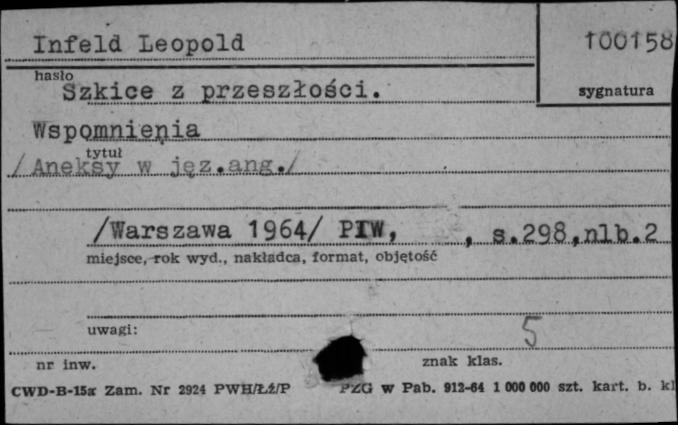 Infeld Leopold
100158
hasło
sygnatura
Szkice z przeszłości.
Wspomnienia
tytuł
/Aneksy w jęz.ang./
/Warszawa 1964/ PIW, , s.298,nlb.2
miejsce, rok wyd., nakładca, format, objętość
uwagi:
5
nr inw.
znak klas.
CWD-B-15a Zam. Nr 2924 PWH/Łź/P PZG w Pab. 912-64 1 000 000 szt. kart. b. kl